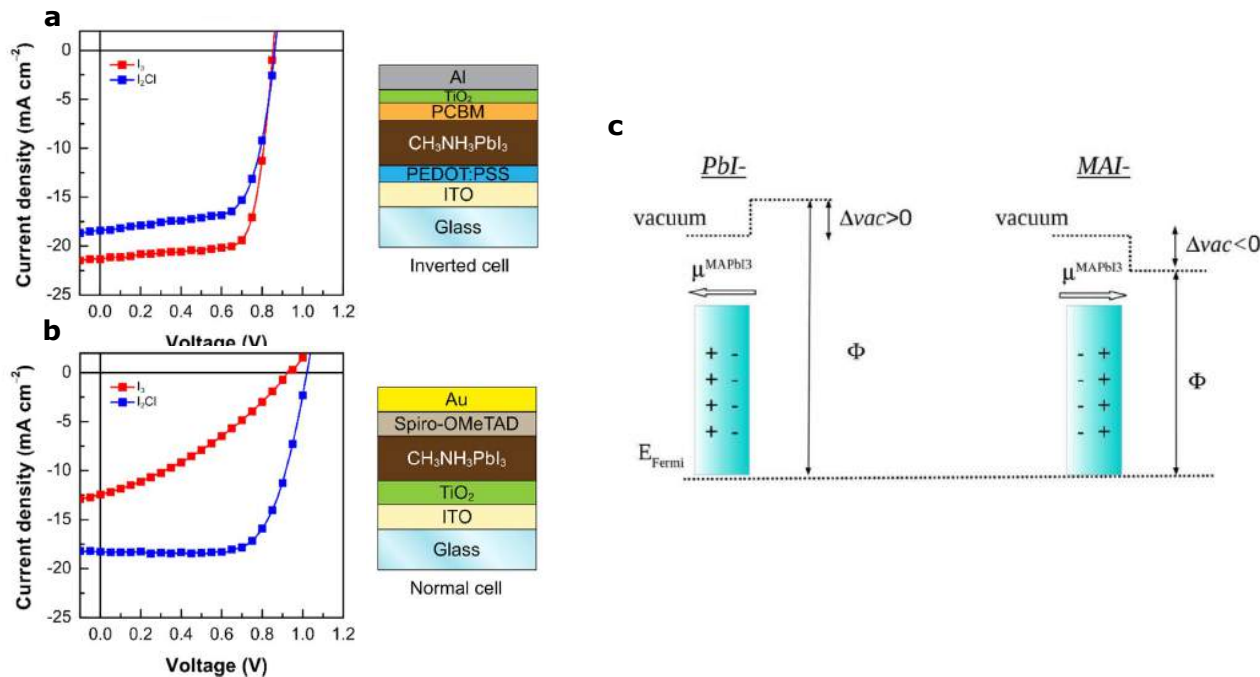 a
Current density (mA cm⁻²)
0
-5
-10
-15
-20
-25
I₃
I₂Cl
0.0 0.2 0.4 0.6 0.8 1.0 1.2
Voltage (V)
Al
TiO₂
PCBM
CH₃NH₃PbI₃
PEDOT:PSS
ITO
Glass
Inverted cell
b
Current density (mA cm⁻²)
0
-5
-10
-15
-20
-25
I₃
I₂Cl
0.0 0.2 0.4 0.6 0.8 1.0 1.2
Voltage (V)
Au
Spiro-OMeTAD
CH₃NH₃PbI₃
TiO₂
ITO
Glass
Normal cell
c
PbI-
vacuum
Δvac>0
μ^MAPbI3
Φ
+ -
+ -
+ -
+ -
E_Fermi
MAI-
vacuum
Δvac<0
μ^MAPbI3
Φ
- +
- +
- +
- +